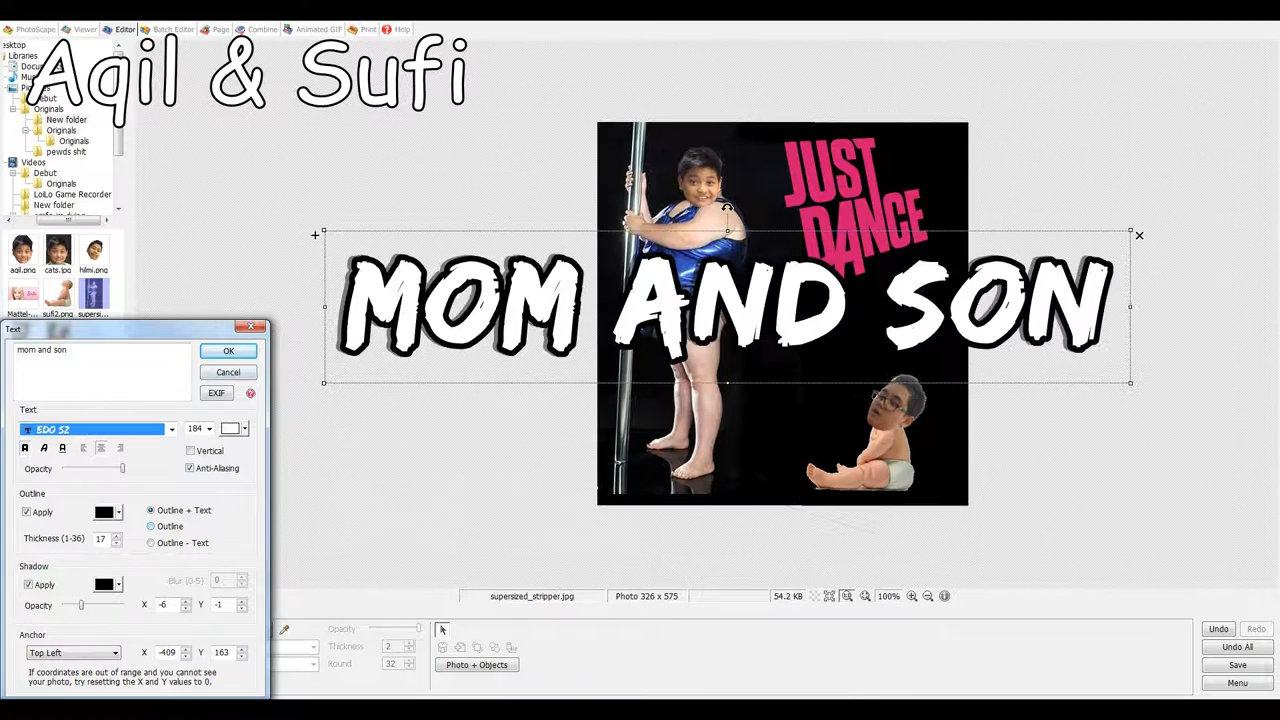 PhotoScape Viewer Editor Batch Editor Page Combine Animated GIF Print Help
Aqil & Sufi
esktop
Libraries
Originals
New folder
Originals
Originals
pewds shit
Videos
Debut
Originals
LoiLo Game Recorder
New folder
aqil.png cats.jpg hilmi.png
Mattel-... sufi2.png supersi...
JUST
DANCE
MOM AND SON
Text
mom and son
OK
Cancel
EXIF
Text
EDO SZ 184
A A A
Vertical
Opacity Anti-Aliasing
Outline
Apply Outline + Text
Outline
Thickness (1-36) 17 Outline - Text
Shadow
Apply Blur (0-5) 0
Opacity X -6 Y -1
Anchor
Top Left X -409 Y 163
If coordinates are out of range and you cannot see
your photo, try resetting the X and Y values to 0.
supersized_stripper.jpg Photo 326 x 575 54.2 KB 100%
Opacity
Thickness 2
Round 32
Photo + Objects
Undo Redo
Undo All
Save
Menu